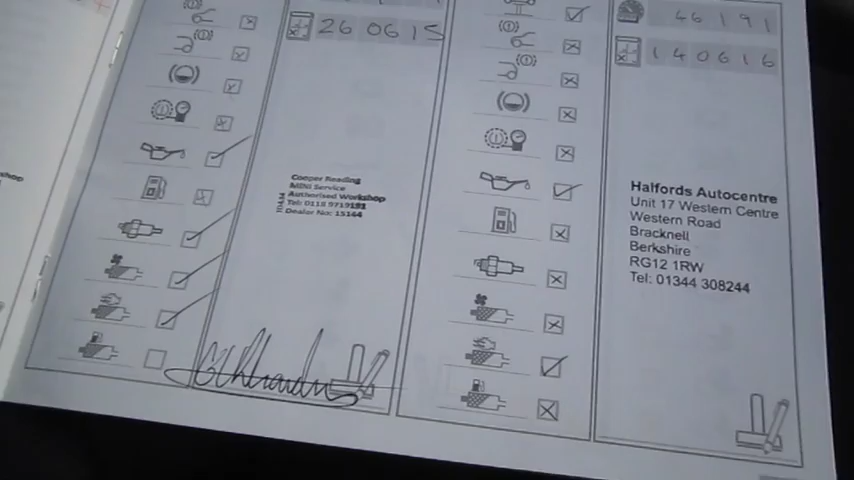 26 06 15
Cooper Reading
MINI Service
Authorised Workshop
Tel: 0118 9719191
Dealer No: 15164
46191
140616
Halfords Autocentre
Unit 17 Western Centre
Western Road
Bracknell
Berkshire
RG12 1RW
Tel: 01344 308244